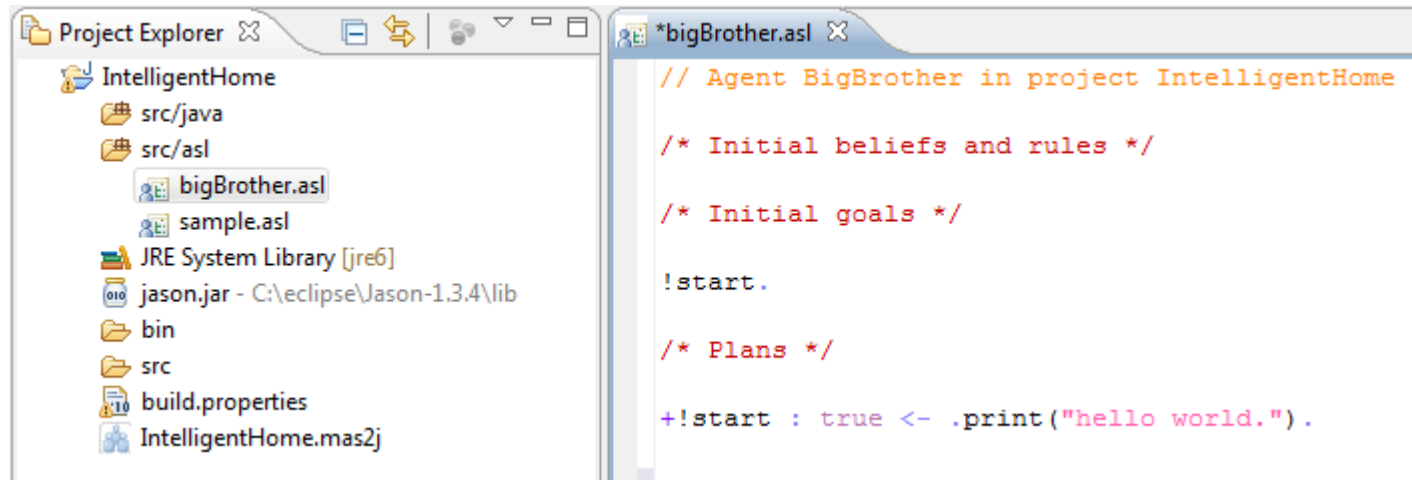 Project Explorer
IntelligentHome
src/java
src/asl
bigBrother.asl
sample.asl
JRE System Library [jre6]
jason.jar - C:\eclipse\Jason-1.3.4\lib
bin
src
build.properties
IntelligentHome.mas2j
*bigBrother.asl
// Agent BigBrother in project IntelligentHome
/* Initial beliefs and rules */
/* Initial goals */
!start.
/* Plans */
+!start : true <- .print("hello world.").